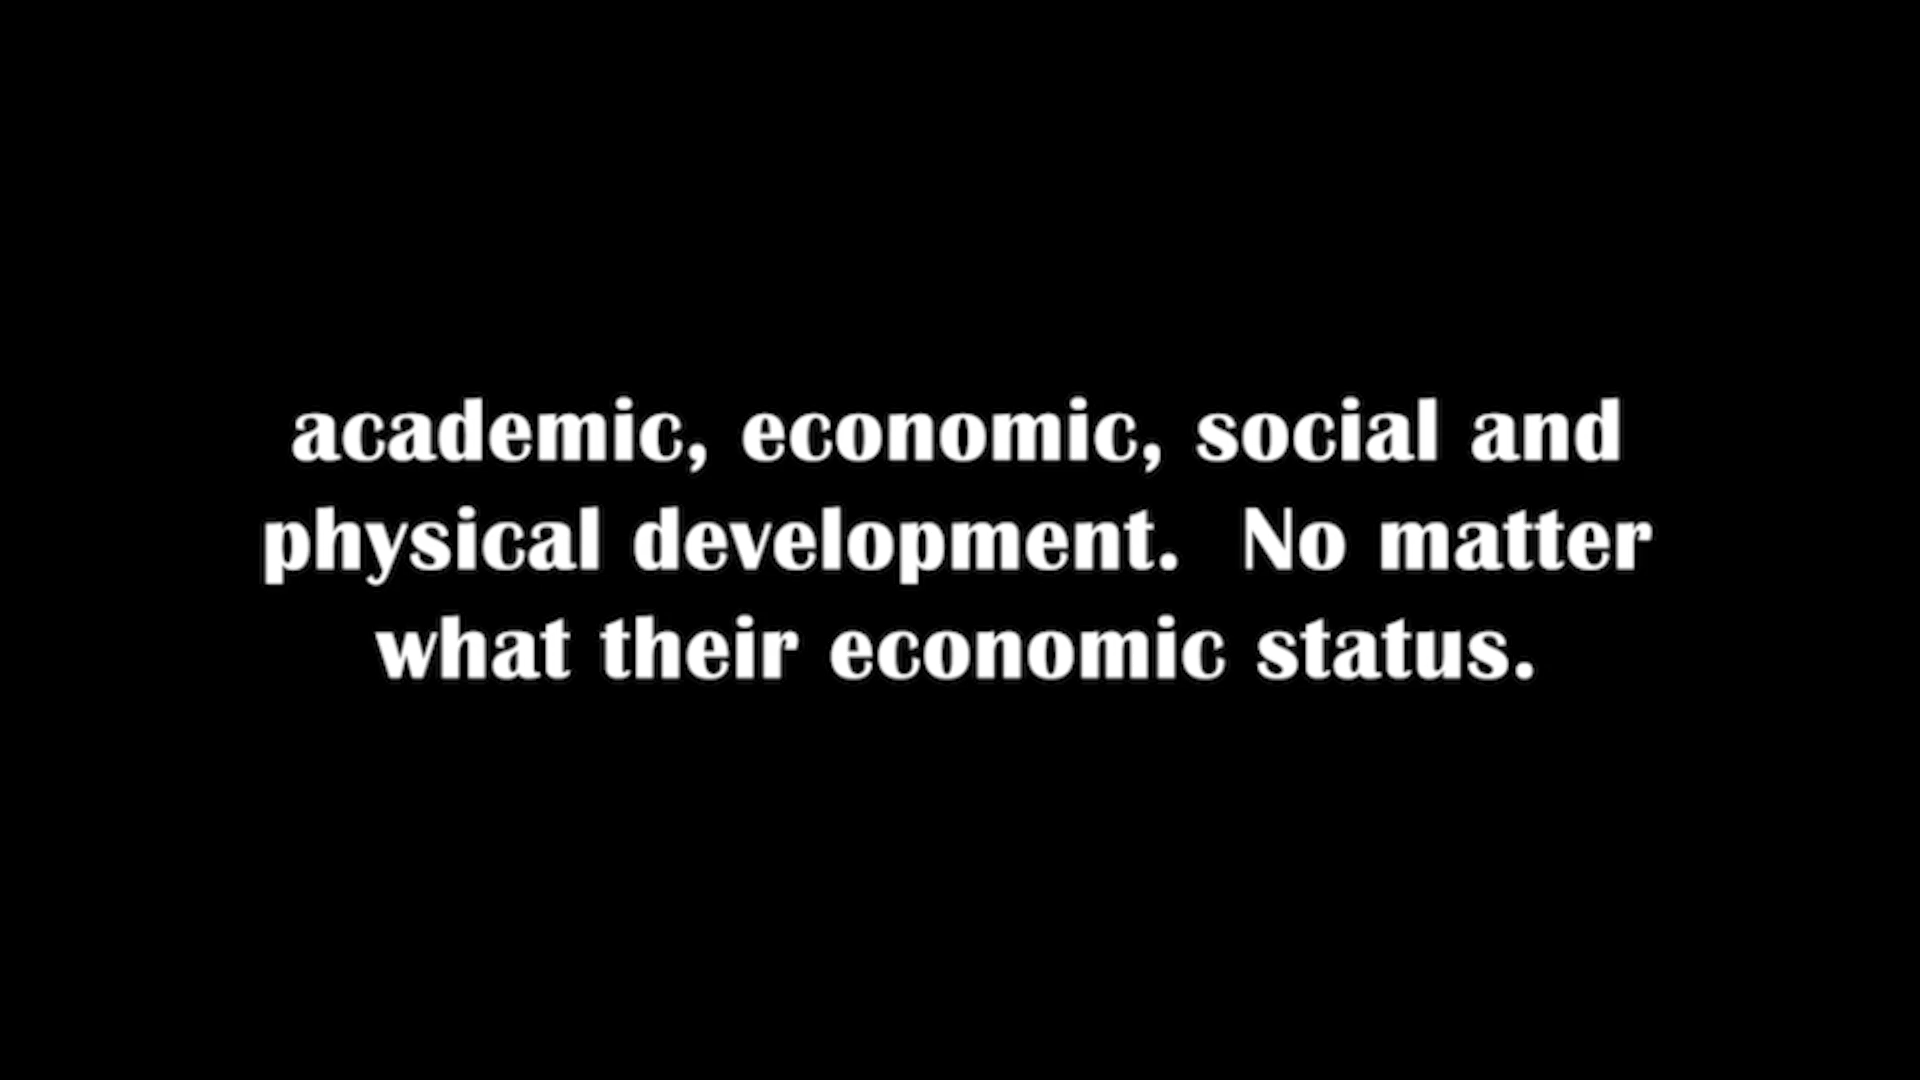 academic, economic, social and
physical development.  No matter
what their economic status.